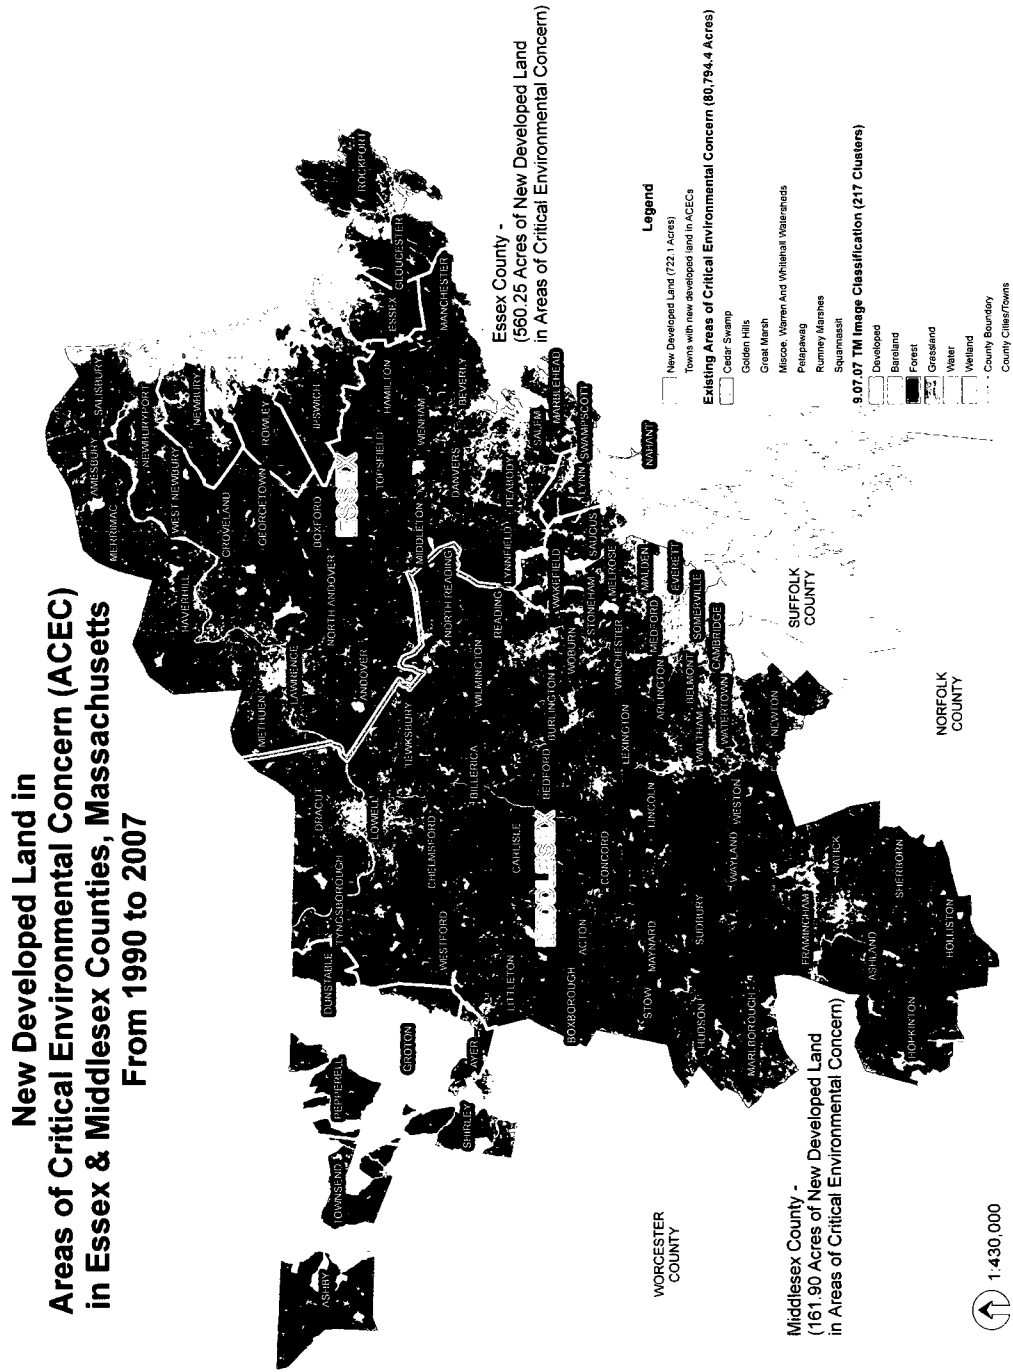 New Developed Land in
Areas of Critical Environmental Concern (ACEC)
in Essex & Middlesex Counties, Massachusetts
From 1990 to 2007
AMESBURY
SALISBURY
MERRIMAC
NEWBURYPORT
WEST NEWBURY
NEWBURY
HAVERHILL
GROVELAND
GEORGETOWN
ROWLEY
METHUEN
LAWRENCE
NORTH ANDOVER
BOXFORD
IPSWICH
ESSEX
ROCKPORT
GLOUCESTER
ESSEX
MANCHESTER
ANDOVER
TOPSFIELD
HAMILTON
MIDDLETON
WENHAM
DANVERS
BEVERLY
PEABODY
SALEM
MARBLEHEAD
SWAMPSCOTT
LYNN
NAHANT
LYNNFIELD
SAUGUS
NORTH READING
READING
WAKEFIELD
STONEHAM
MELROSE
MALDEN
EVERETT
DRACUT
LOWELL
TEWKSBURY
WILMINGTON
BILLERICA
BURLINGTON
WOBURN
WINCHESTER
MEDFORD
SOMERVILLE
CAMBRIDGE
ARLINGTON
BELMONT
WATERTOWN
WALTHAM
NEWTON
LEXINGTON
BEDFORD
LINCOLN
WESTON
DUNSTABLE
TYNGSBOROUGH
CHELMSFORD
WESTFORD
CARLISLE
MIDDLESEX
CONCORD
ACTON
LITTLETON
BOXBOROUGH
MAYNARD
STOW
SUDBURY
WAYLAND
HUDSON
MARLBOROUGH
FRAMINGHAM
NATICK
ASHLAND
SHERBORN
HOLLISTON
HOPKINTON
GROTON
AYER
PEPPERELL
SHIRLEY
TOWNSEND
ASHBY
Essex County -
(560.25 Acres of New Developed Land
in Areas of Critical Environmental Concern)
Middlesex County -
(161.90 Acres of New Developed Land
in Areas of Critical Environmental Concern)
WORCESTER
COUNTY
SUFFOLK
COUNTY
NORFOLK
COUNTY
Legend
New Developed Land (722.1 Acres)
Towns with new developed land in ACECs
Existing Areas of Critical Environmental Concern (80,794.4 Acres)
Cedar Swamp
Golden Hills
Great Marsh
Miscoe, Warren And Whitehall Watersheds
Petapawag
Rumney Marshes
Squannassit
9.07.07 TM Image Classification (217 Clusters)
Developed
Bareland
Forest
Grassland
Water
Wetland
County Boundary
County Cities/Towns
1:430,000